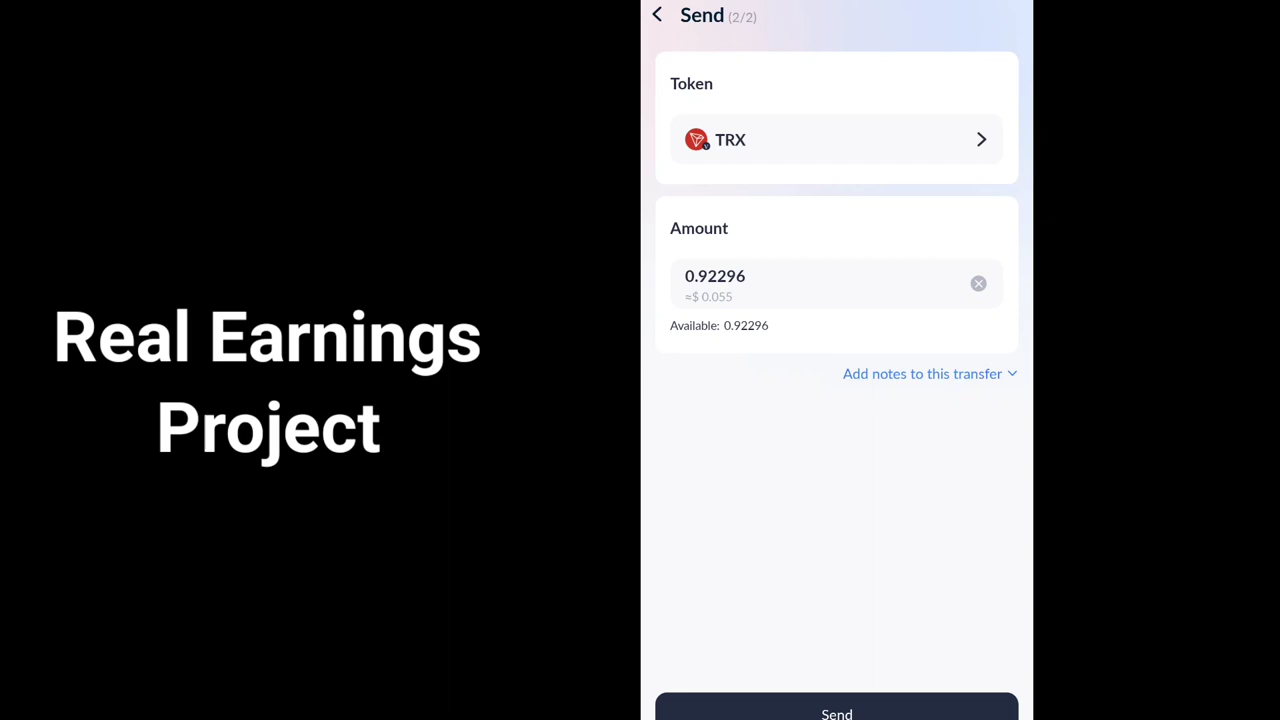 Real Earnings
Project
Send (2/2)
Token
TRX
Amount
0.92296
≈$ 0.055
Available: 0.92296
Add notes to this transfer
Send